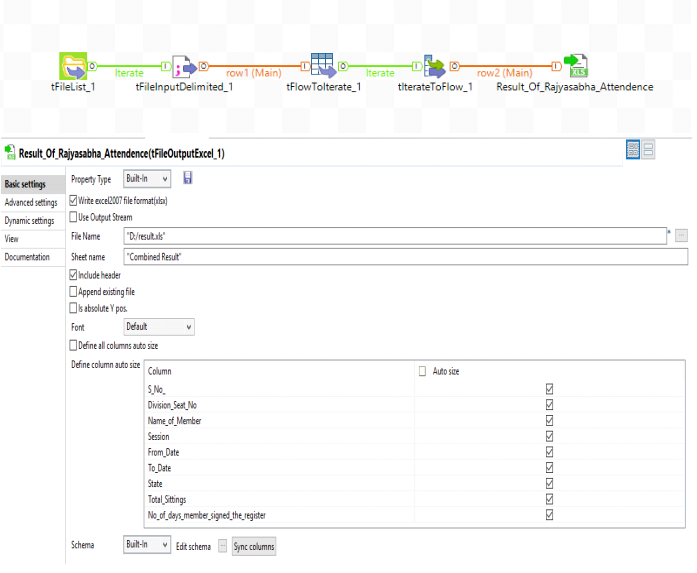 Iterate row1 (Main) Iterate row2 (Main)
tFileList_1 tFileInputDelimited_1 tFlowToIterate_1 tIterateToFlow_1 Result_Of_Rajyasabha_Attendence
Result_Of_Rajyasabha_Attendence(tFileOutputExcel_1)
Basic settings
Advanced settings
Dynamic settings
View
Documentation
Property Type Built-In
Write excel2007 file format(xlsx)
Use Output Stream
File Name "D:/result.xls" * ...
Sheet name "Combined Result"
Include header
Append existing file
Is absolute Y pos.
Font Default
Define all columns auto size
Define column auto size
Column Auto size
S_No_
Division_Seat_No
Name_of_Member
Session
From_Date
To_Date
State
Total_Sittings
No_of_days_member_signed_the_register
Schema Built-In Edit schema ... Sync columns